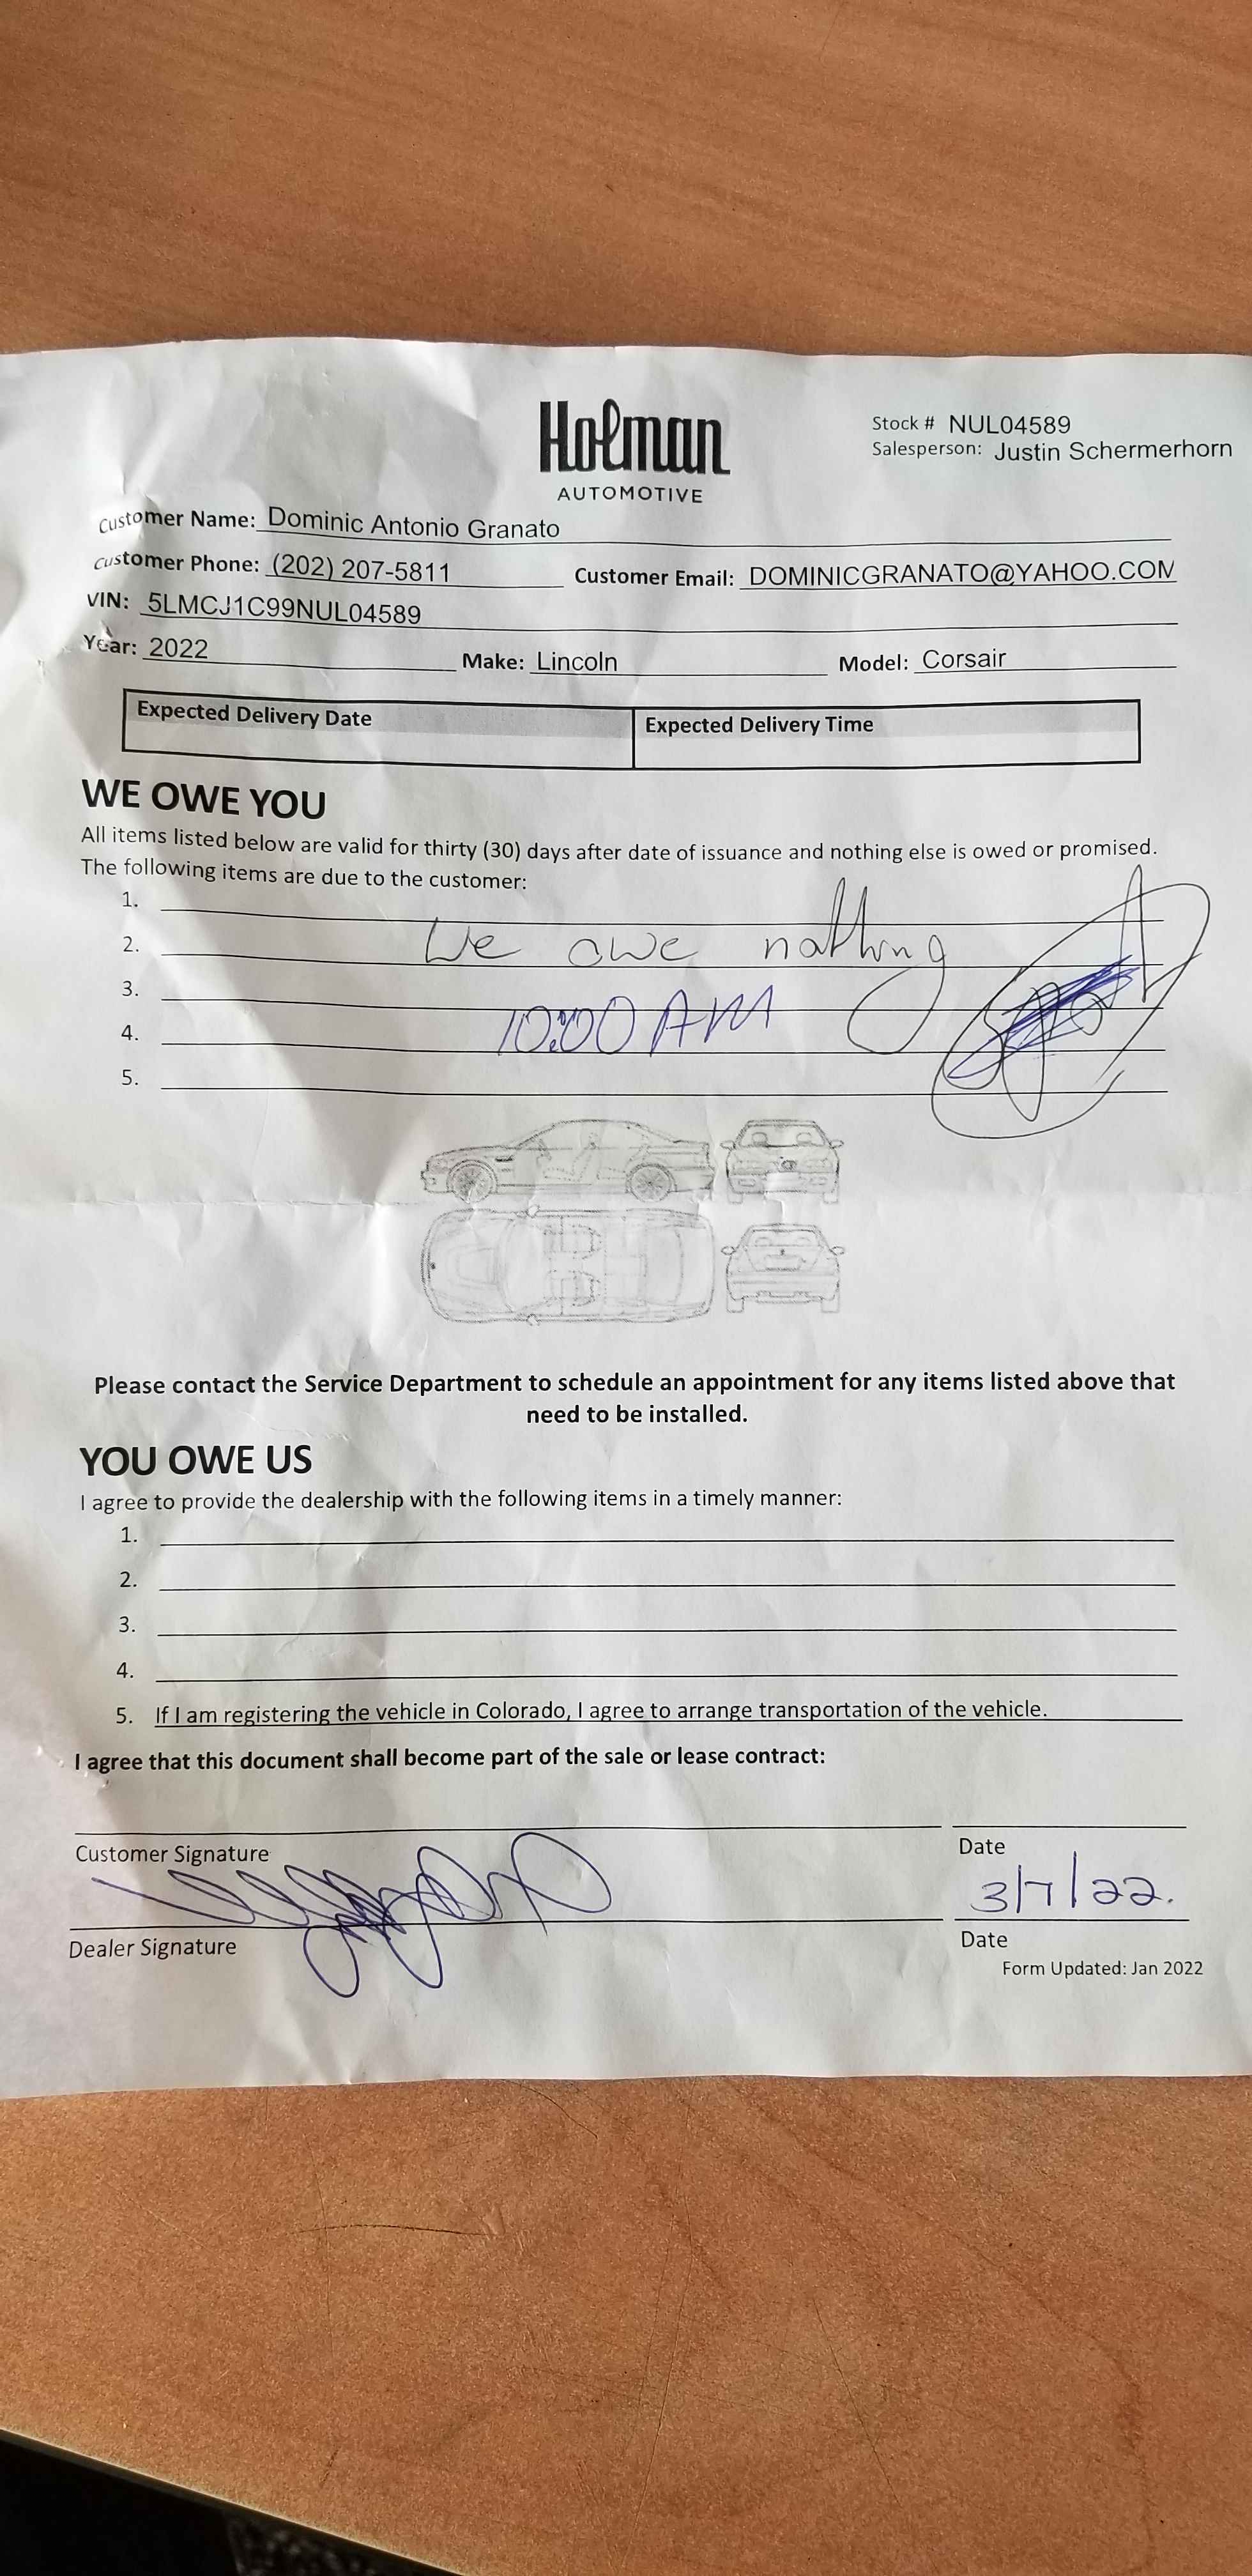 Holman
AUTOMOTIVE
Stock # NUL04589
Salesperson: Justin Schermerhorn
Customer Name: Dominic Antonio Granato
Customer Phone: (202) 207-5811 Customer Email: DOMINICGRANATO@YAHOO.COM
VIN: 5LMCJ1C99NUL04589
Year: 2022 Make: Lincoln Model: Corsair
Expected Delivery Date Expected Delivery Time
WE OWE YOU
All items listed below are valid for thirty (30) days after date of issuance and nothing else is owed or promised.
The following items are due to the customer:
1.
2. We owe nothing
3.
4. 10:00 AM
5.
Please contact the Service Department to schedule an appointment for any items listed above that
need to be installed.
YOU OWE US
I agree to provide the dealership with the following items in a timely manner:
1.
2.
3.
4.
5. If I am registering the vehicle in Colorado, I agree to arrange transportation of the vehicle.
I agree that this document shall become part of the sale or lease contract:
Customer Signature Date
3/7/22.
Dealer Signature Date
Form Updated: Jan 2022